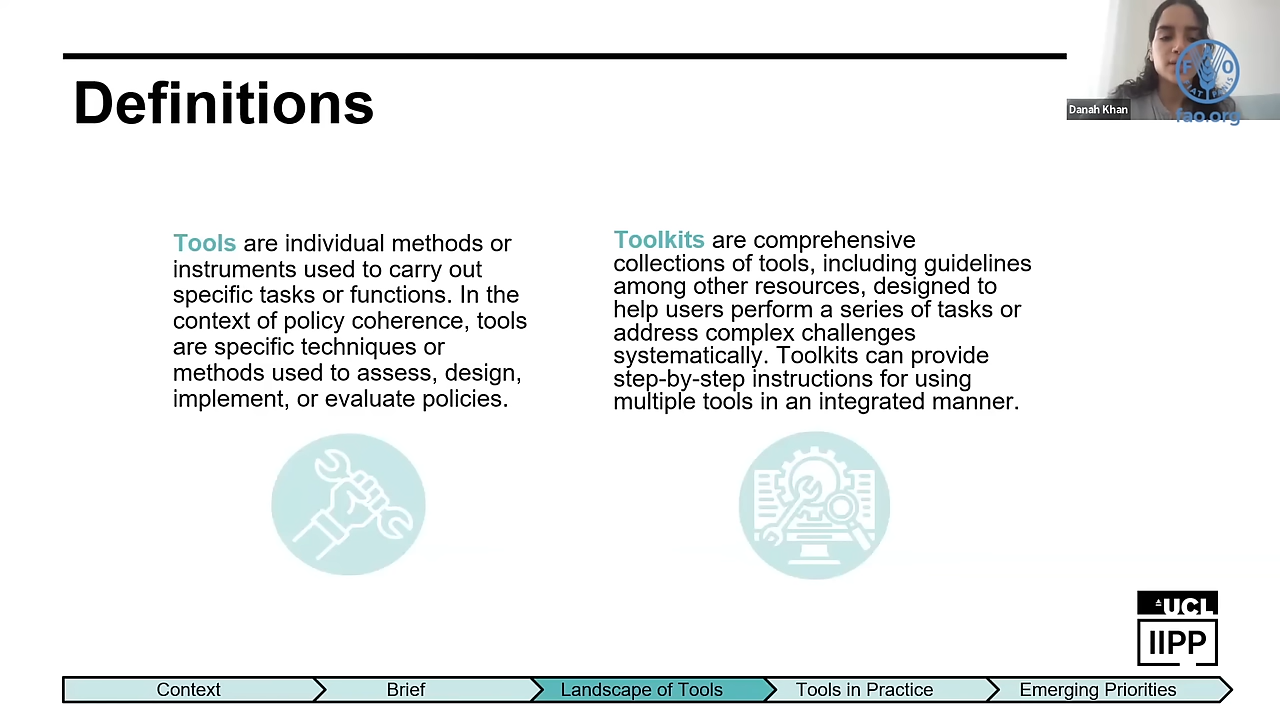 Definitions
Danah Khan
FAO
FIAT PANIS
fao.org
Tools are individual methods or
instruments used to carry out
specific tasks or functions. In the
context of policy coherence, tools
are specific techniques or
methods used to assess, design,
implement, or evaluate policies.
Toolkits are comprehensive
collections of tools, including guidelines
among other resources, designed to
help users perform a series of tasks or
address complex challenges
systematically. Toolkits can provide
step-by-step instructions for using
multiple tools in an integrated manner.
UCL
IIPP
Context
Brief
Landscape of Tools
Tools in Practice
Emerging Priorities